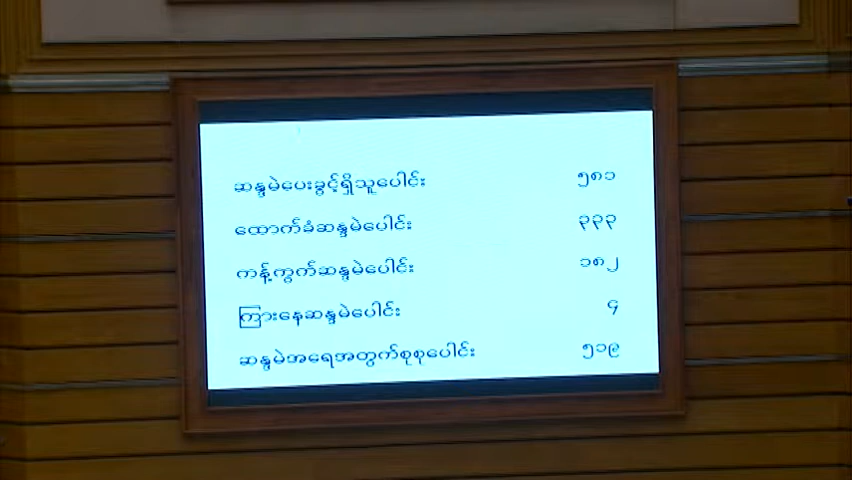 ဆန္ဒမဲပေးခွင့်ရှိသူပေါင်း ၅၈၁
ထောက်ခံဆန္ဒမဲပေါင်း ၃၃၃
ကန့်ကွက်ဆန္ဒမဲပေါင်း ၁၈၂
ကြားနေဆန္ဒမဲပေါင်း ၄
ဆန္ဒမဲအရေအတွက်စုစုပေါင်း ၅၁၉